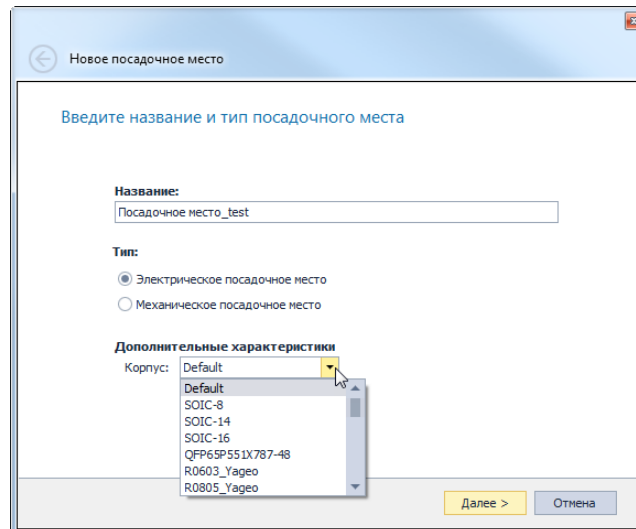 Новое посадочное место
Введите название и тип посадочного места
Название:
Посадочное место_test
Тип:
Электрическое посадочное место
Механическое посадочное место
Дополнительные характеристики
Корпус: Default
Default
SOIC-8
SOIC-14
SOIC-16
QFP65P551X787-48
R0603_Yageo
R0805_Yageo
Далее > Отмена